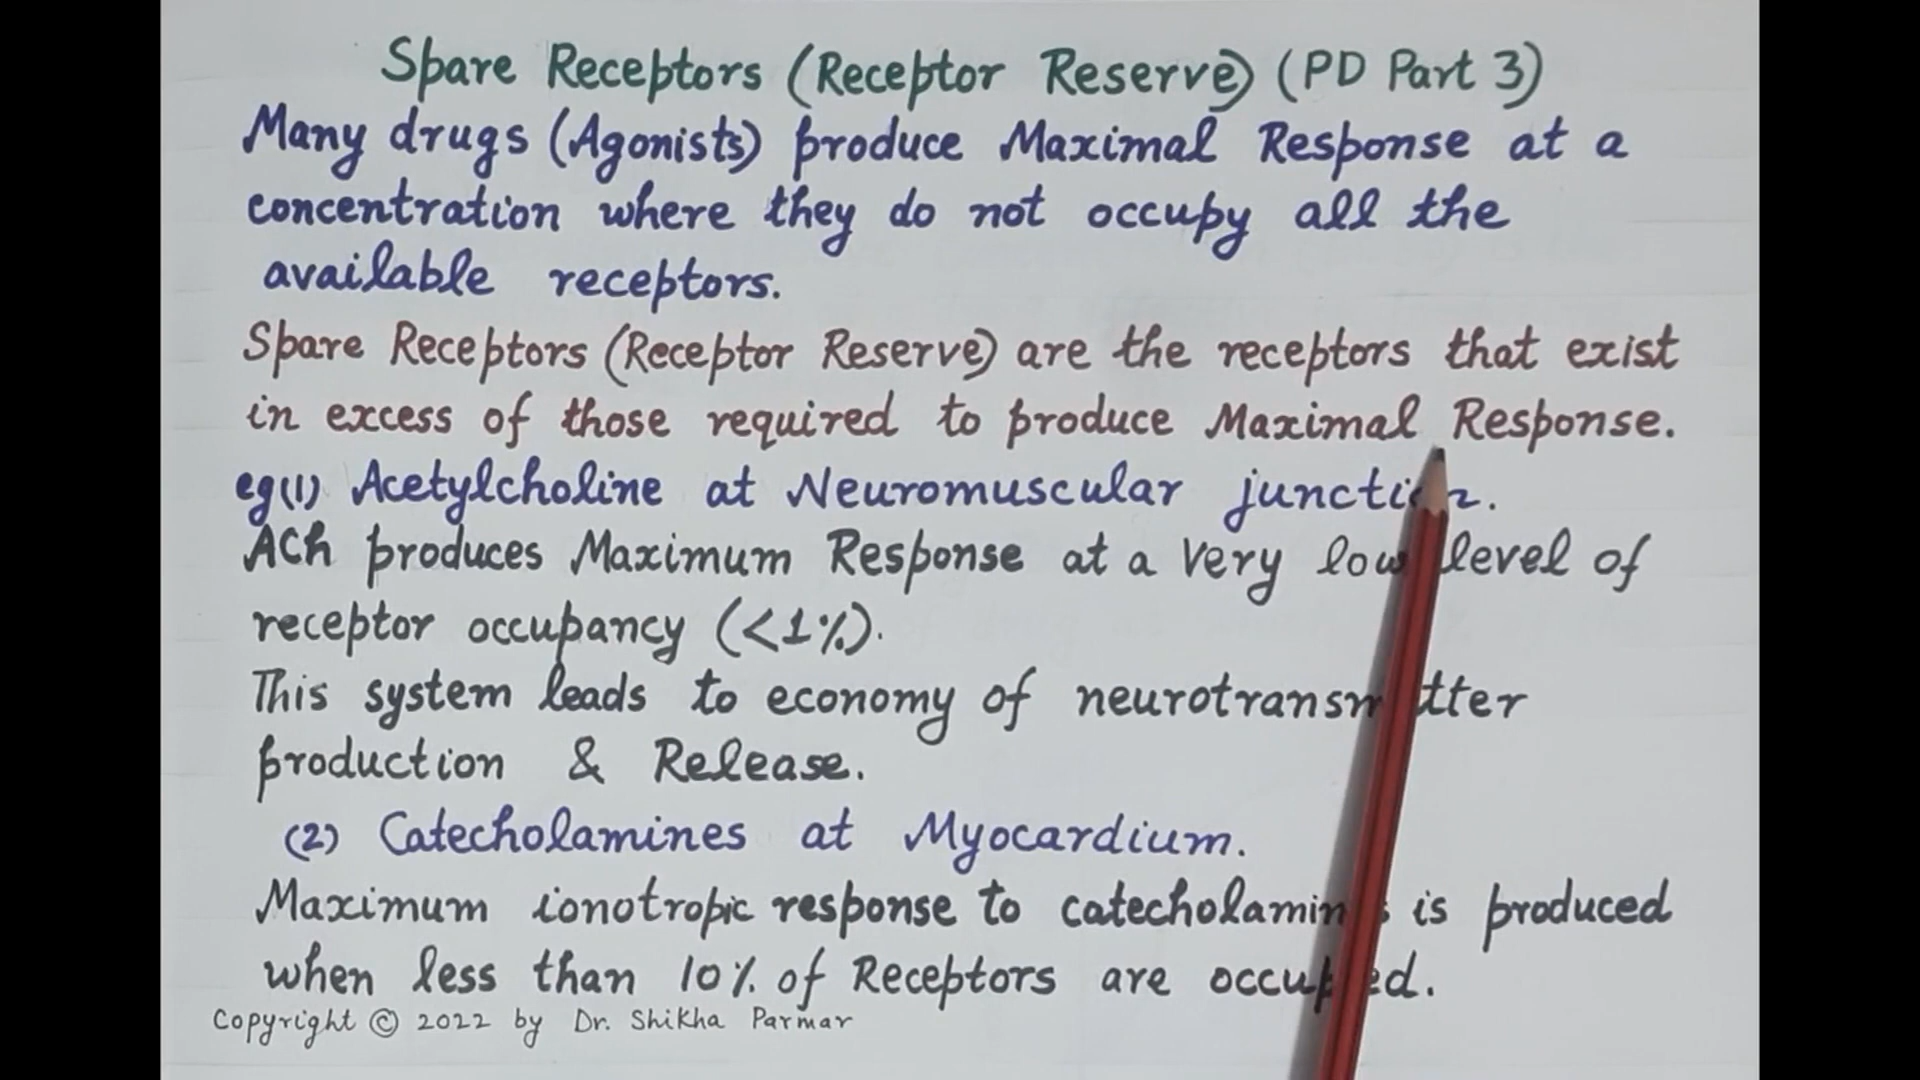 Spare Receptors (Receptor Reserve) (PD Part 3)
Many drugs (Agonists) produce Maximal Response at a
concentration where they do not occupy all the
available receptors.
Spare Receptors (Receptor Reserve) are the receptors that exist
in excess of those required to produce Maximal Response.
eg(1) Acetylcholine at Neuromuscular junction.
ACh produces Maximum Response at a Very low level of
receptor occupancy (<1%).
This system leads to economy of neurotransmitter
production & Release.
(2) Catecholamines at Myocardium.
Maximum ionotropic response to catecholamines is produced
when less than 10% of Receptors are occupied.
Copyright © 2022 by Dr. Shikha Parmar